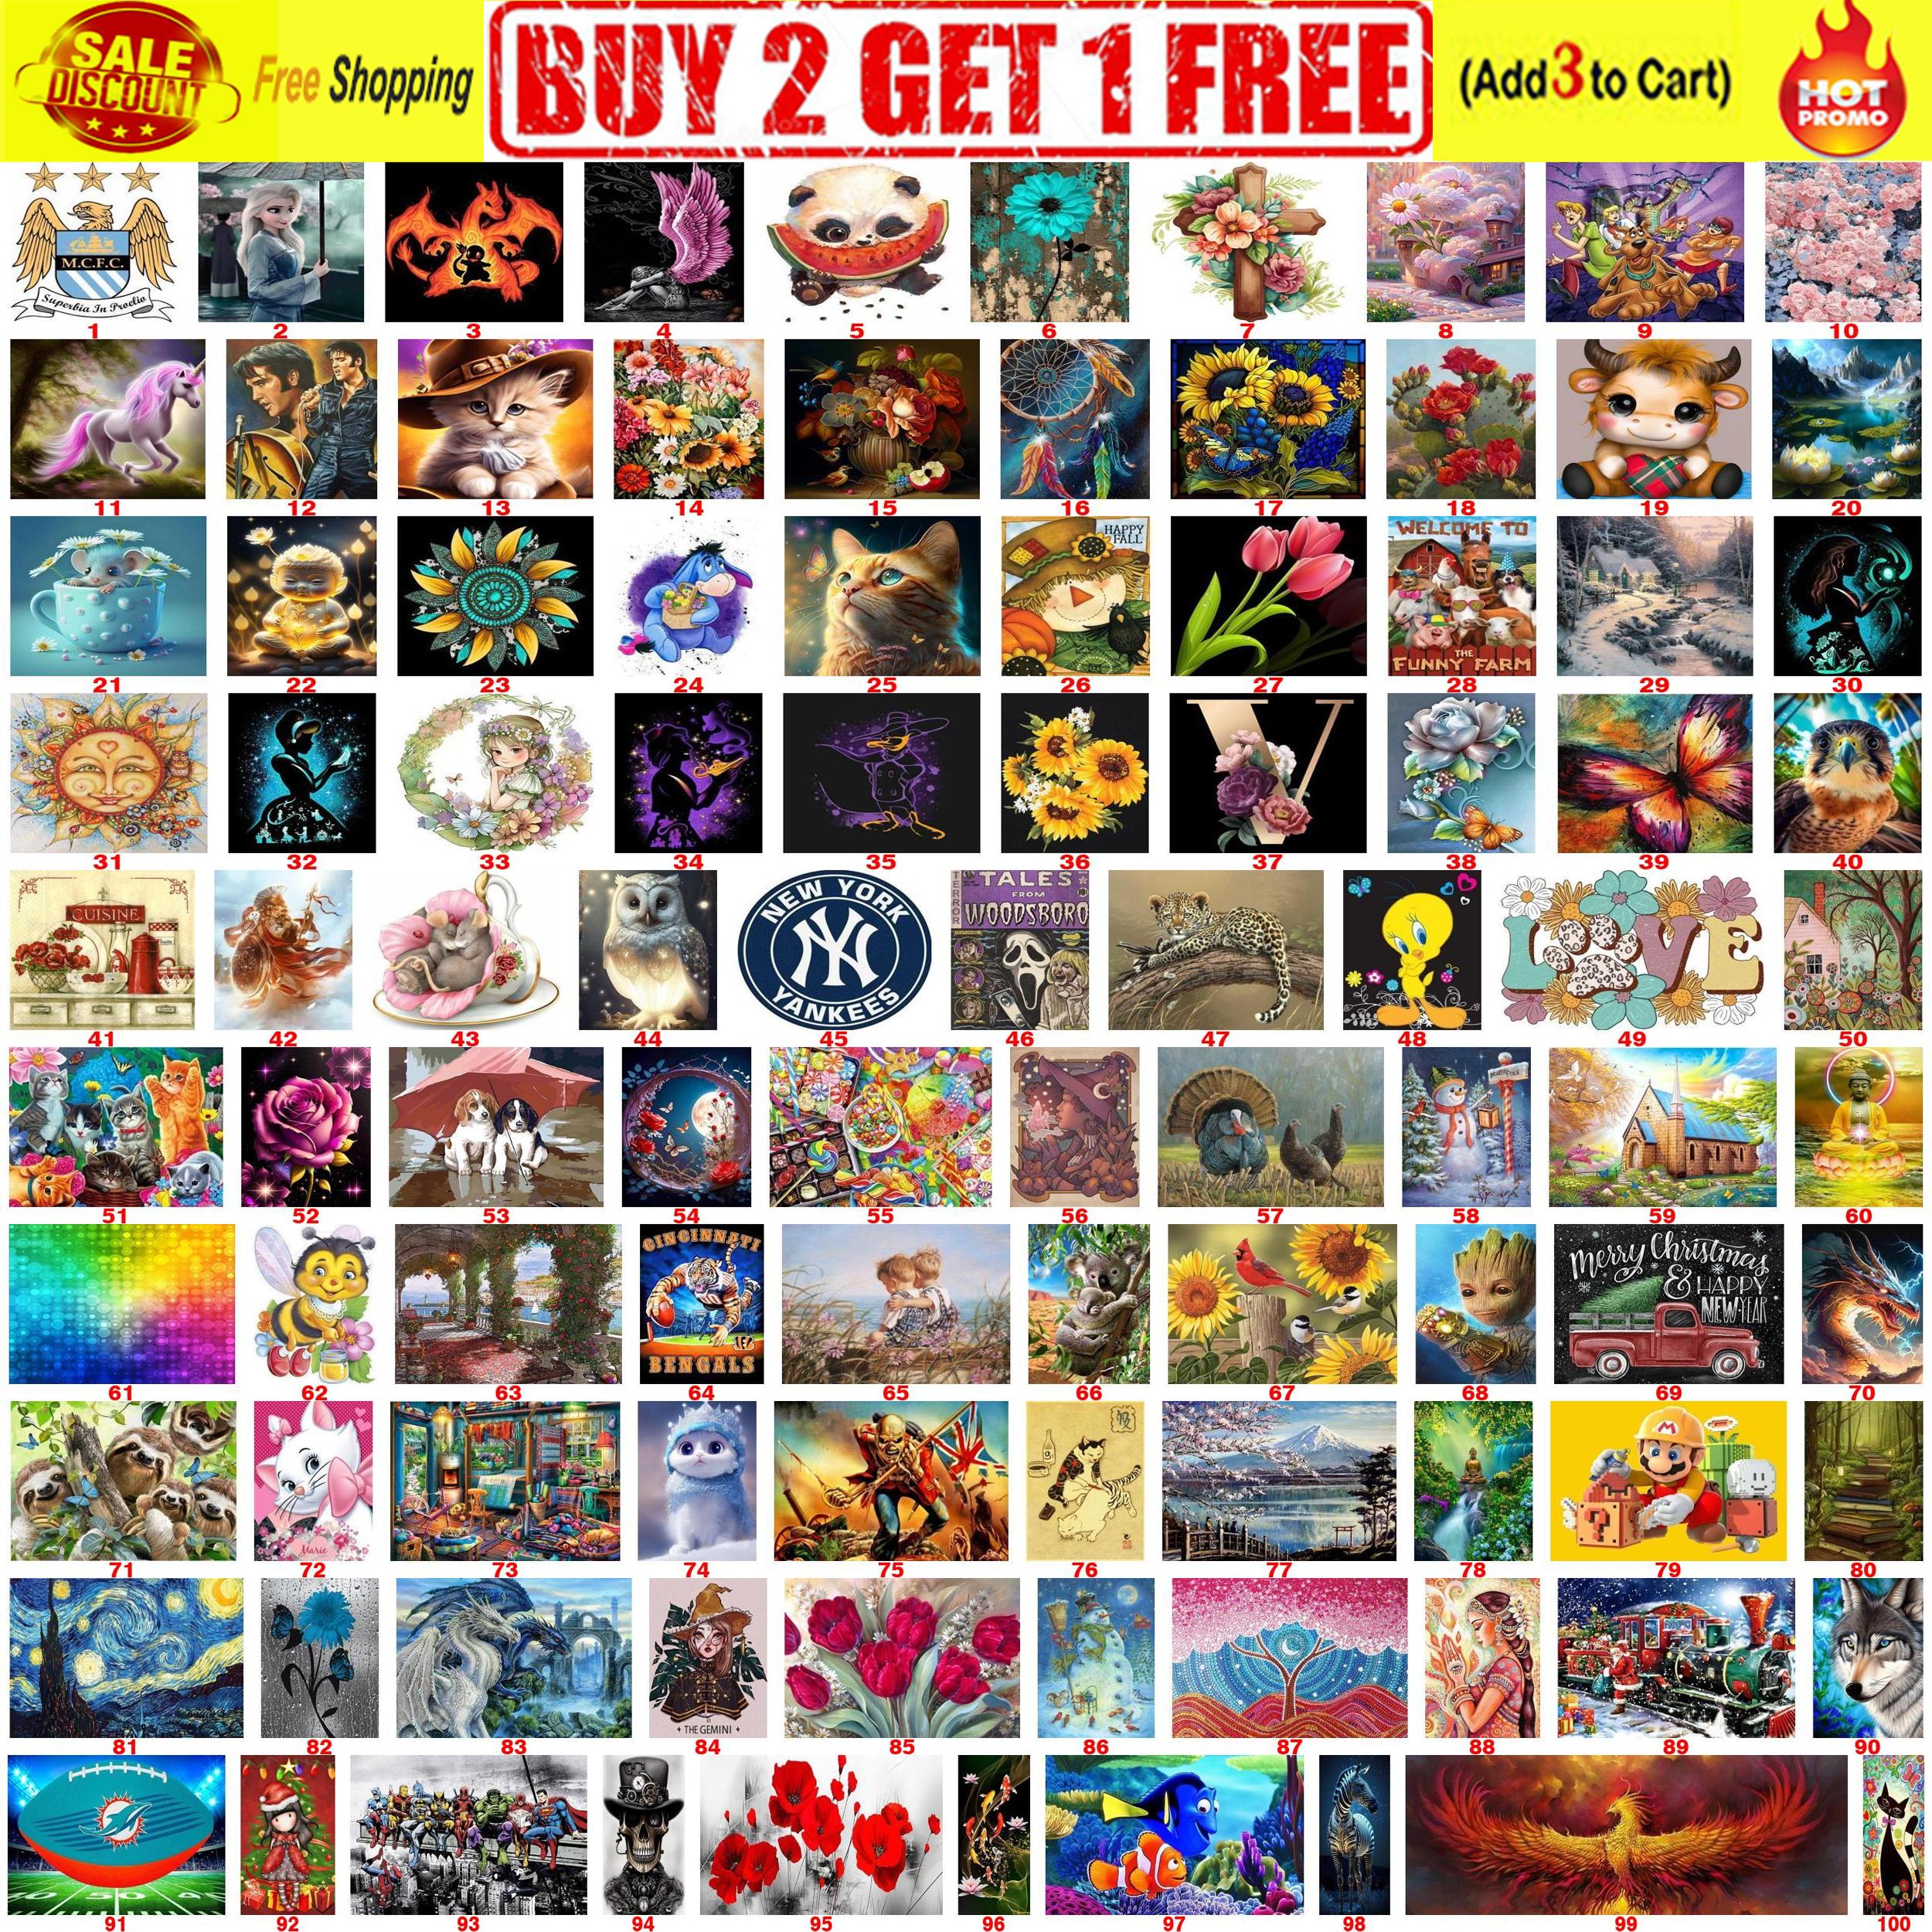 SALE
DISCOUNT
Free Shopping
BUY 2 GET 1 FREE
(Add 3 to Cart)
HOT
PROMO
M.C.F.C.
Superbia In Proelio
1 2 3 4 5 6 7 8 9 10
11 12 13 14 15 16 17 18 19 20
HAPPY
FALL
WELCOME TO
THE
FUNNY FARM
21 22 23 24 25 26 27 28 29 30
V
31 32 33 34 35 36 37 38 39 40
CUISINE
NEW YORK
NY
YANKEES
TERROR
TALES
FROM
WOODSBORO
LOVE
41 42 43 44 45 46 47 48 49 50
51 52 53 54 55 56 57 58 59 60
CINCINNATI
BENGALS
Merry Christmas
& HAPPY
NEW YEAR
61 62 63 64 65 66 67 68 69 70
Marie
M
?
71 72 73 74 75 76 77 78 79 80
THE GEMINI
81 82 83 84 85 86 87 88 89 90
91 92 93 94 95 96 97 98 99 100